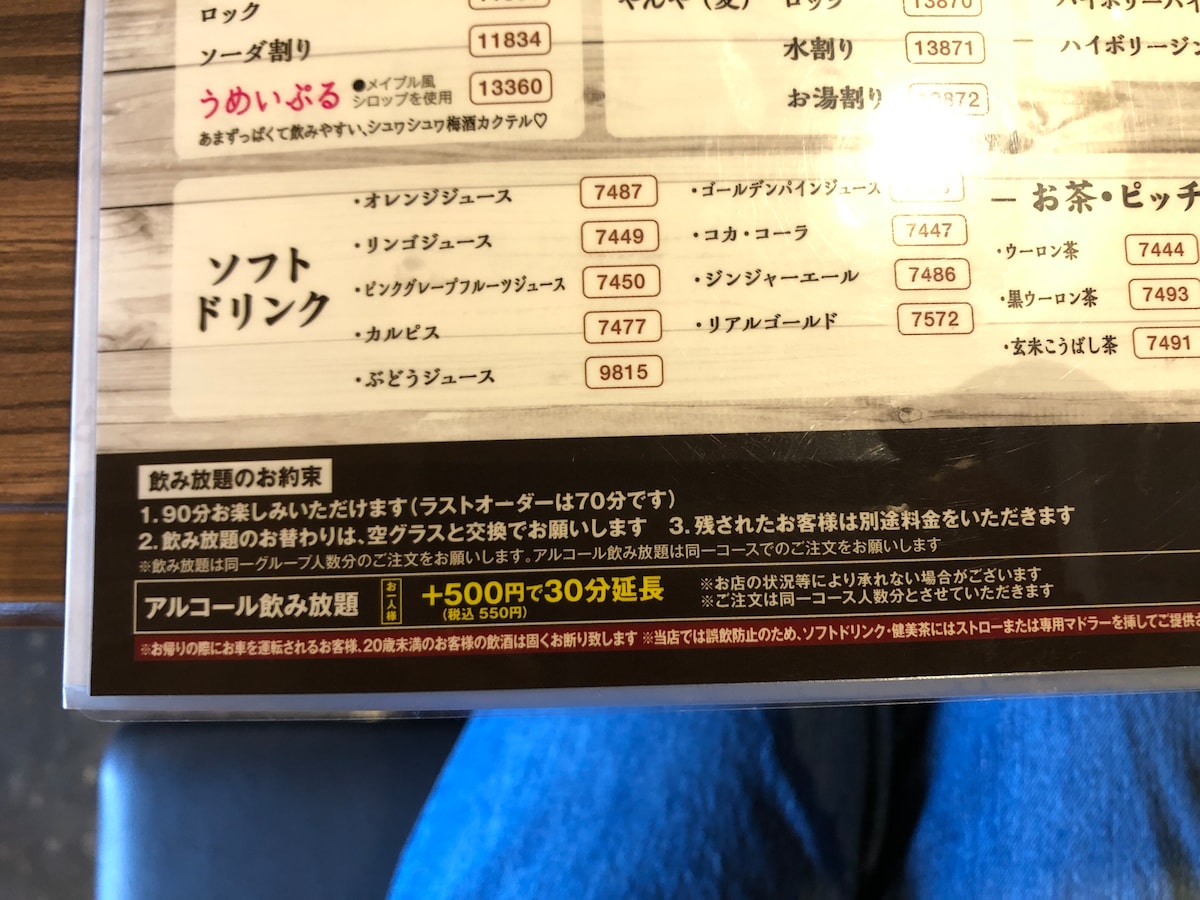 ロック
ソーダ割り 11834
うめいぷる ●メイプル風シロップを使用 13360
あまずっぱくて飲みやすい、シュワシュワ梅酒カクテル♡
ロック 13870
水割り 13871
お湯割り
ハイボリージン
ソフトドリンク
・オレンジジュース 7487
・リンゴジュース 7449
・ピンクグレープフルーツジュース 7450
・カルピス 7477
・ぶどうジュース 9815
・ゴールデンパインジュース
・コカ・コーラ 7447
・ジンジャーエール 7486
・リアルゴールド 7572
― お茶・ピッチ
・ウーロン茶 7444
・黒ウーロン茶 7493
・玄米こうばし茶 7491
飲み放題のお約束
1.90分お楽しみいただけます(ラストオーダーは70分です)
2.飲み放題のお替わりは、空グラスと交換でお願いします 3.残されたお客様は別途料金をいただきます
※飲み放題は同一グループ人数分のご注文をお願いします。アルコール飲み放題は同一コースでのご注文をお願いします
アルコール飲み放題 お一人様 +500円で30分延長
(税込 550円)
※お店の状況等により承れない場合がございます
※ご注文は同一コース人数分とさせていただきます
※お帰りの際にお車を運転されるお客様、20歳未満のお客様の飲酒は固くお断り致します ※当店では誤飲防止のため、ソフトドリンク・健美茶にはストローまたは専用マドラーを挿してご提供さ